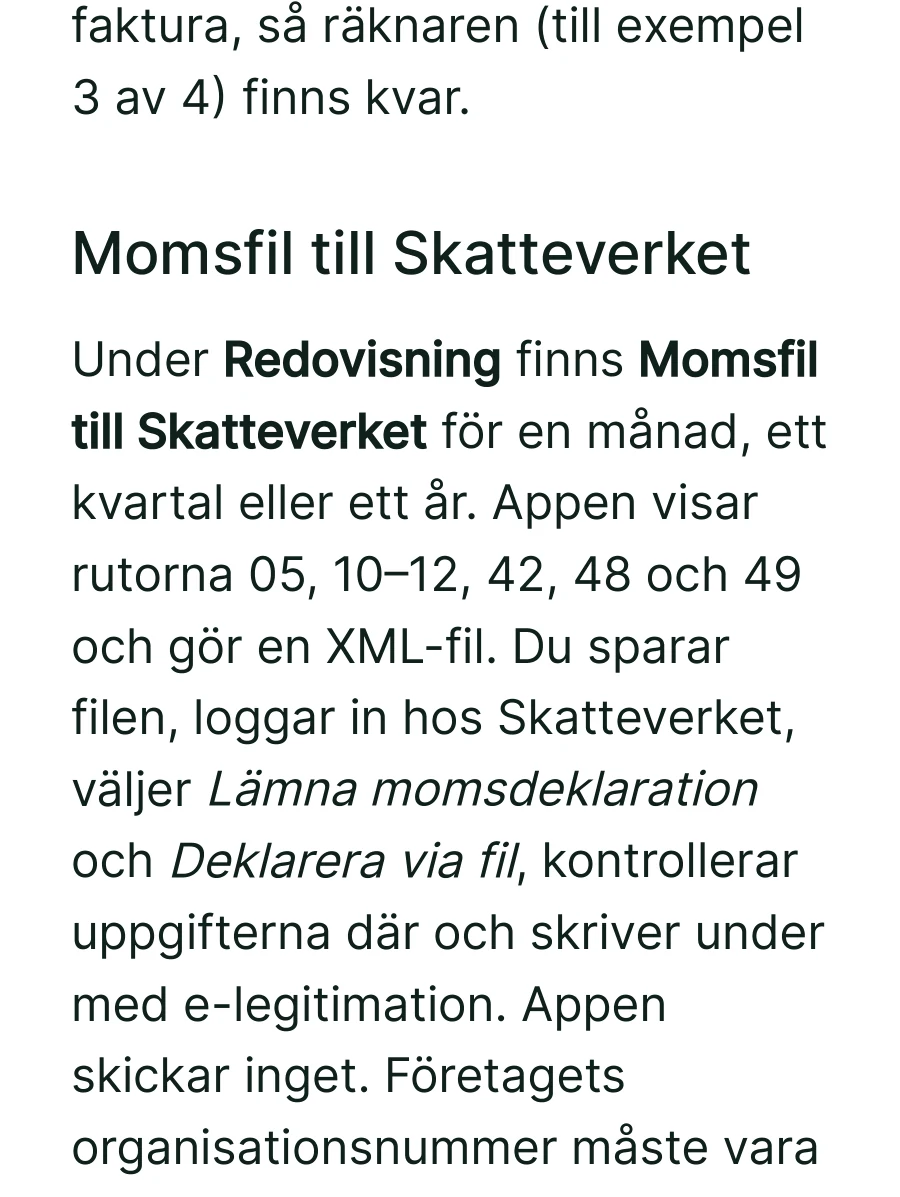 faktura, så räknaren (till exempel
3 av 4) finns kvar.
Momsfil till Skatteverket
Under Redovisning finns Momsfil
till Skatteverket för en månad, ett
kvartal eller ett år. Appen visar
rutorna 05, 10–12, 42, 48 och 49
och gör en XML-fil. Du sparar
filen, loggar in hos Skatteverket,
väljer Lämna momsdeklaration
och Deklarera via fil, kontrollerar
uppgifterna där och skriver under
med e-legitimation. Appen
skickar inget. Företagets
organisationsnummer måste vara